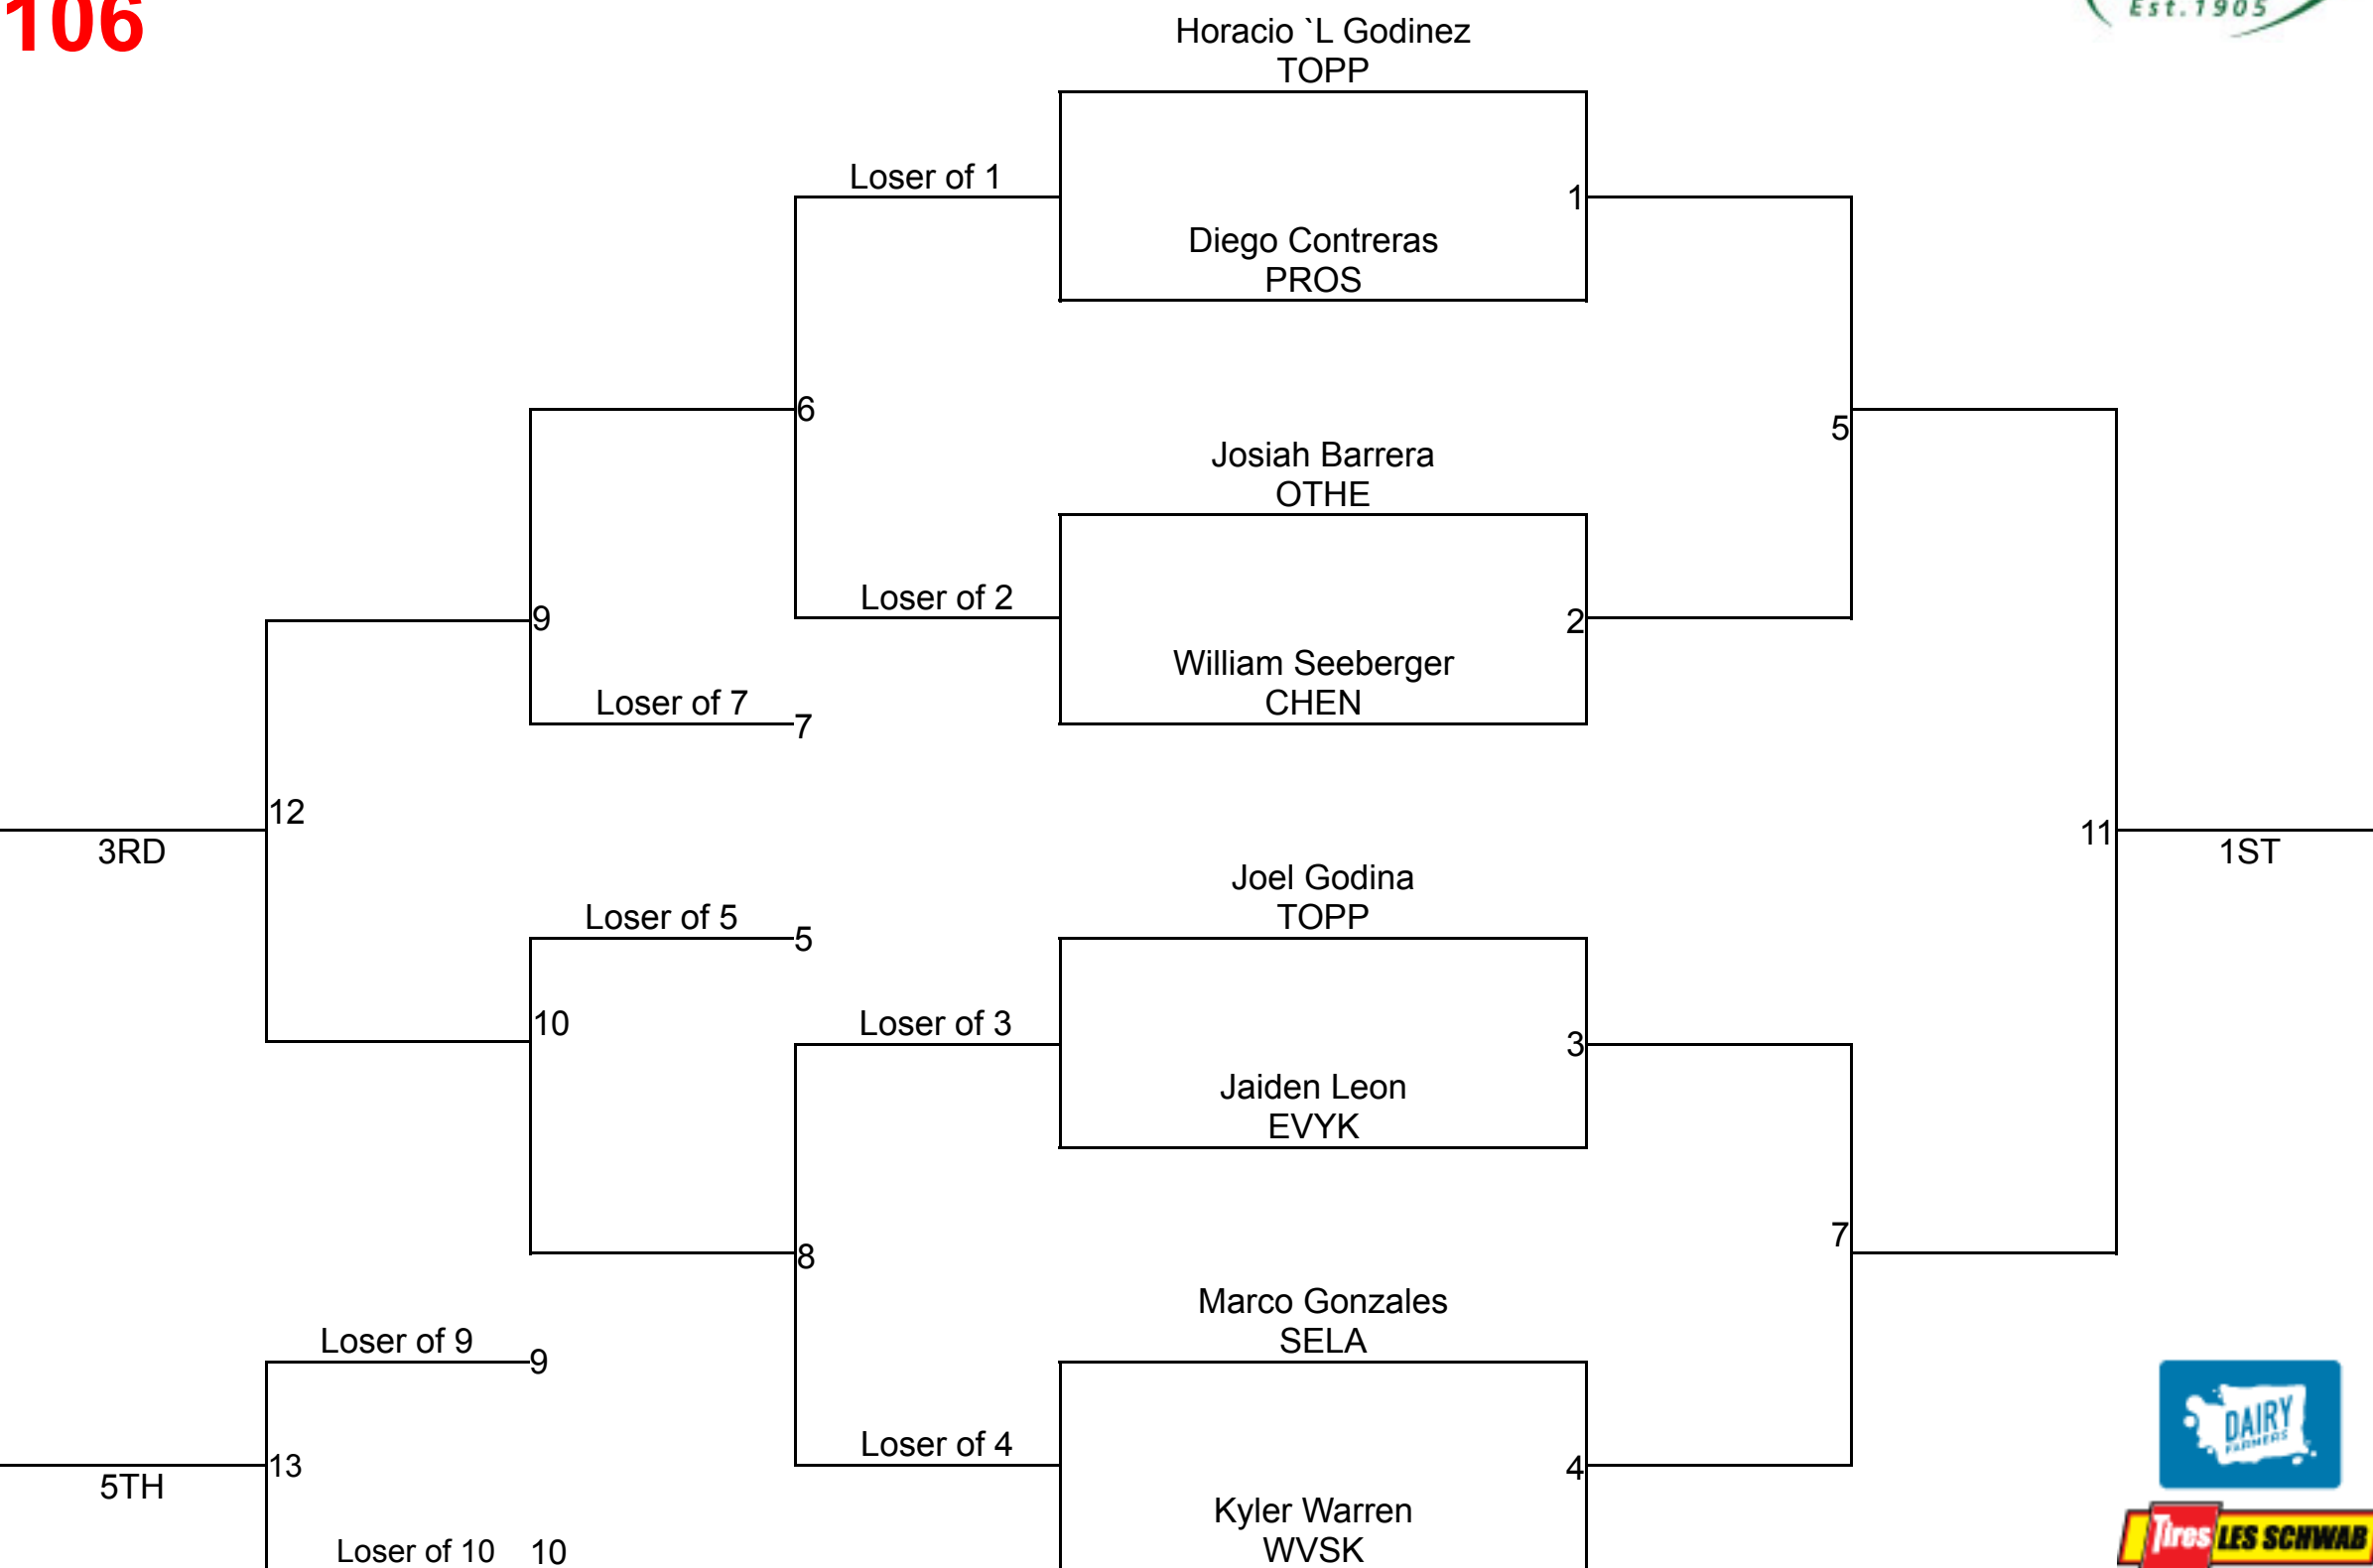 106
Est. 1905
Horacio `L Godinez
TOPP
Loser of 1
1
Diego Contreras
PROS
6
5
Josiah Barrera
OTHE
Loser of 2
2
9
William Seeberger
CHEN
Loser of 7
7
12
3RD
11
1ST
Joel Godina
TOPP
Loser of 5
5
10
Loser of 3
3
Jaiden Leon
EVYK
8
7
Marco Gonzales
SELA
Loser of 9
9
Loser of 4
4
13
5TH
Kyler Warren
WVSK
Loser of 10
10
DAIRY
FARMERS
Tires LES SCHWAB